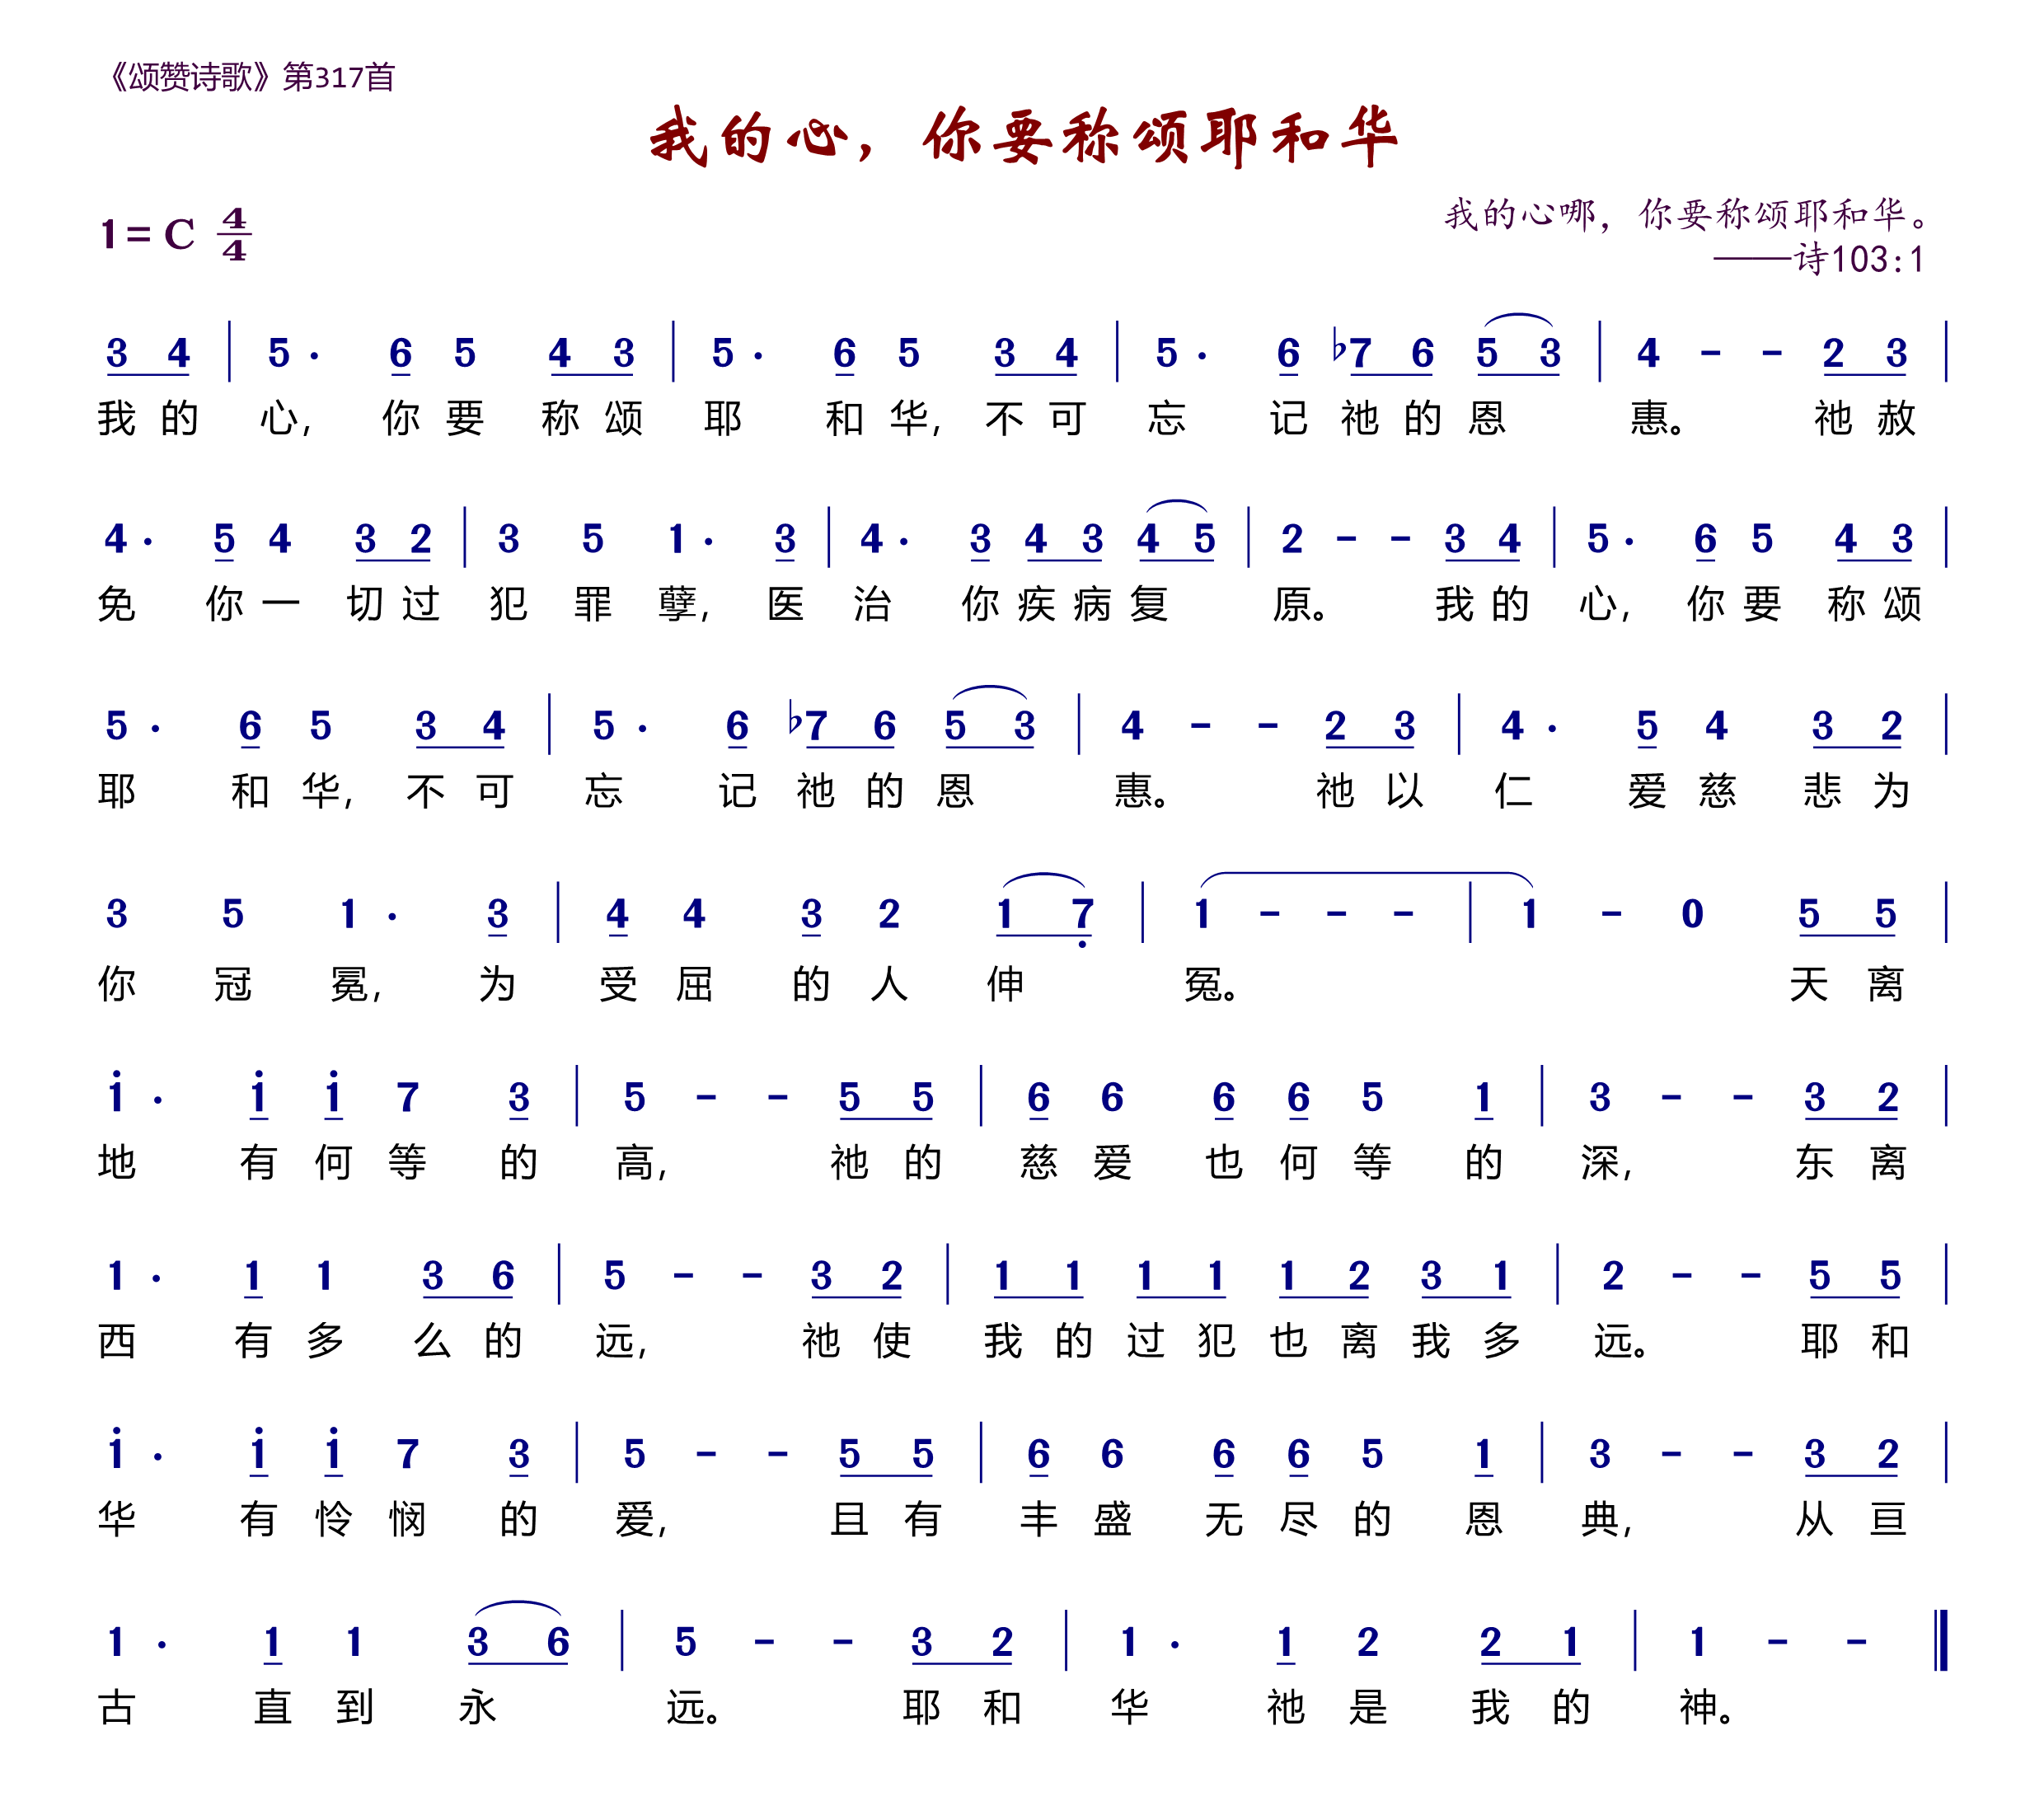 《颂赞诗歌》第317首
我的心，你要称颂耶和华
1=C 4/4
我的心哪，你要称颂耶和华。
——诗103:1
3 4 | 5 · 6 5 4 3 | 5 · 6 5 3 4 | 5 · 6 ♭7 6 5 3 | 4 - - 2 3 |
我的 心， 你要 称颂 耶 和华，不可 忘 记祂的恩 惠。 祂赦
4 · 5 4 3 2 | 3 5 1 · 3 | 4 · 3 4 3 4 5 | 2 - - 3 4 | 5 · 6 5 4 3 |
免 你一 切过 犯 罪 孽， 医 治 你疾病复 原。 我的 心， 你要 称颂
5 · 6 5 3 4 | 5 · 6 ♭7 6 5 3 | 4 - - 2 3 | 4 · 5 4 3 2 |
耶 和华，不可 忘 记祂的恩 惠。 祂以 仁 爱慈 悲为
3 5 1 · 3 | 4 4 3 2 1 7̣ | 1 - - - | 1 - 0 5 5 |
你 冠 冕， 为 受屈 的人 伸 冤。 天离
1̇ · 1̇ 1̇ 7 3 | 5 - - 5 5 | 6 6 6 6 5 1 | 3 - - 3 2 |
地 有何等 的 高， 祂的 慈爱 也何等 的 深， 东离
1 · 1 1 3 6 | 5 - - 3 2 | 1 1 1 1 1 2 3 1 | 2 - - 5 5 |
西 有多 么的 远， 祂使 我的过犯也离我多 远。 耶和
1̇ · 1̇ 1̇ 7 3 | 5 - - 5 5 | 6 6 6 6 5 1 | 3 - - 3 2 |
华 有怜悯 的 爱， 且有 丰盛 无尽的 恩 典， 从亘
1 · 1 1 3 6 | 5 - - 3 2 | 1 · 1 2 2 1 | 1 - - ‖
古 直到 永 远。 耶和 华 祂是 我的 神。